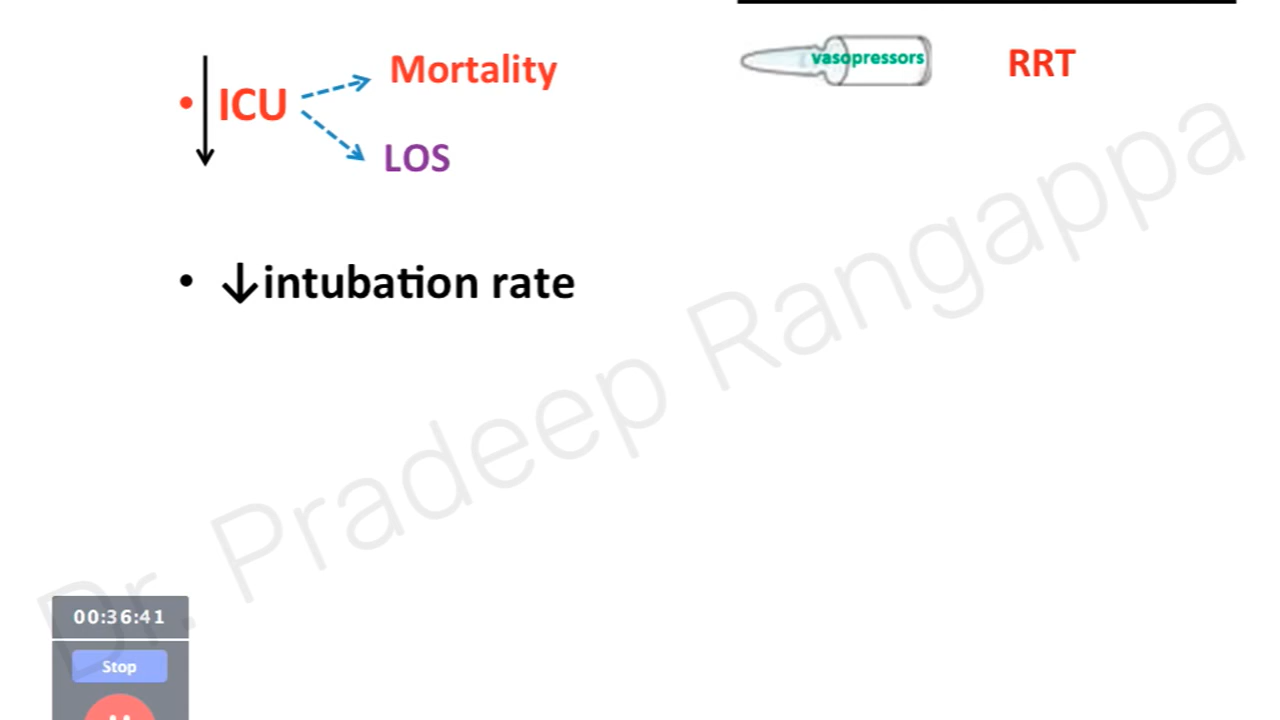 Mortality
• ICU
LOS
• ↓intubation rate
vasopressors
RRT
Dr. Pradeep Rangappa
00:36:41
Stop